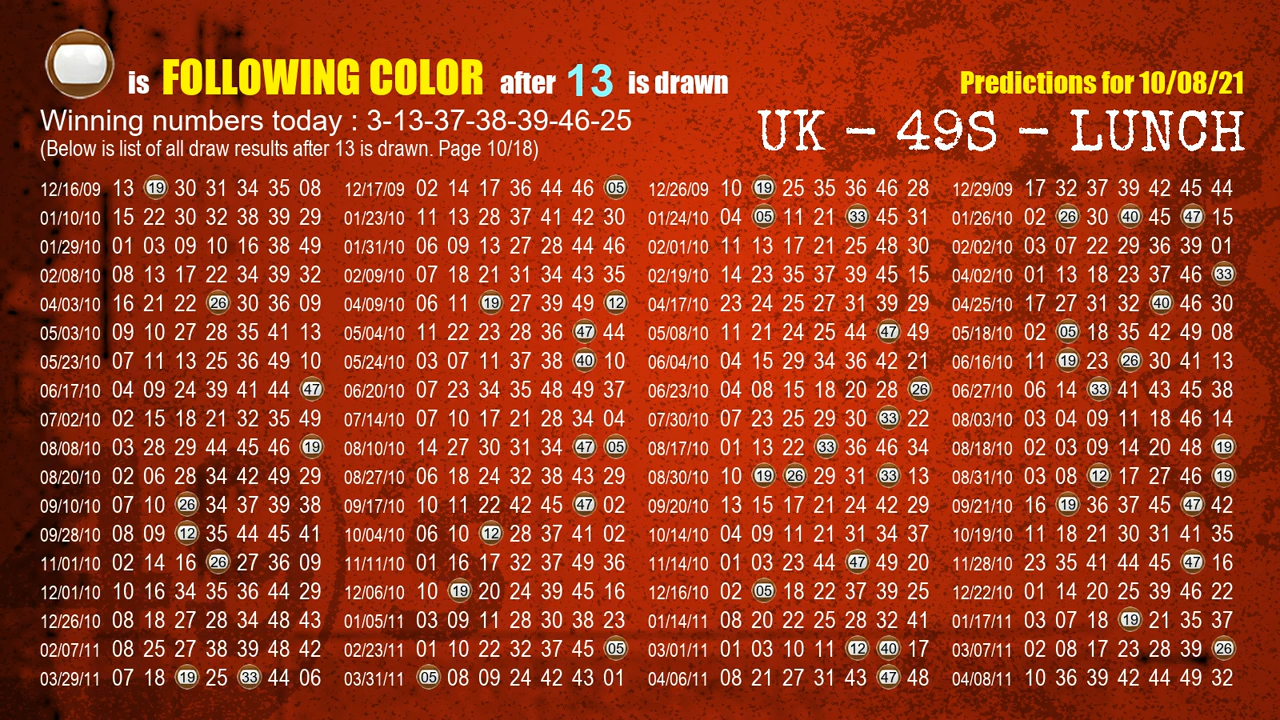 is FOLLOWING COLOR after 13 is drawn
Predictions for 10/08/21
Winning numbers today : 3-13-37-38-39-46-25
UK - 49S - LUNCH
(Below is list of all draw results after 13 is drawn. Page 10/18)
12/16/09 13 19 30 31 34 35 08 12/17/09 02 14 17 36 44 46 05 12/26/09 10 19 25 35 36 46 28 12/29/09 17 32 37 39 42 45 44
01/10/10 15 22 30 32 38 39 29 01/23/10 11 13 28 37 41 42 30 01/24/10 04 05 11 21 33 45 31 01/26/10 02 26 30 40 45 47 15
01/29/10 01 03 09 10 16 38 49 01/31/10 06 09 13 27 28 44 46 02/01/10 11 13 17 21 25 48 30 02/02/10 03 07 22 29 36 39 01
02/08/10 08 13 17 22 34 39 32 02/09/10 07 18 21 31 34 43 35 02/19/10 14 23 35 37 39 45 15 04/02/10 01 13 18 23 37 46 33
04/03/10 16 21 22 26 30 36 09 04/09/10 06 11 19 27 39 49 12 04/17/10 23 24 25 27 31 39 29 04/25/10 17 27 31 32 40 46 30
05/03/10 09 10 27 28 35 41 13 05/04/10 11 22 23 28 36 47 44 05/08/10 11 21 24 25 44 47 49 05/18/10 02 05 18 35 42 49 08
05/23/10 07 11 13 25 36 49 10 05/24/10 03 07 11 37 38 40 10 06/04/10 04 15 29 34 36 42 21 06/16/10 11 19 23 26 30 41 13
06/17/10 04 09 24 39 41 44 47 06/20/10 07 23 34 35 48 49 37 06/23/10 04 08 15 18 20 28 26 06/27/10 06 14 33 41 43 45 38
07/02/10 02 15 18 21 32 35 49 07/14/10 07 10 17 21 28 34 04 07/30/10 07 23 25 29 30 33 22 08/03/10 03 04 09 11 18 46 14
08/08/10 03 28 29 44 45 46 19 08/10/10 14 27 30 31 34 47 05 08/17/10 01 13 22 33 36 46 34 08/18/10 02 03 09 14 20 48 19
08/20/10 02 06 28 34 42 49 29 08/27/10 06 18 24 32 38 43 29 08/30/10 10 19 26 29 31 33 13 08/31/10 03 08 12 17 27 46 19
09/10/10 07 10 26 34 37 39 38 09/17/10 10 11 22 42 45 47 02 09/20/10 13 15 17 21 24 42 29 09/21/10 16 19 36 37 45 47 42
09/28/10 08 09 12 35 44 45 41 10/04/10 06 10 12 28 37 41 02 10/14/10 04 09 11 21 31 34 37 10/19/10 11 18 21 30 31 41 35
11/01/10 02 14 16 26 27 36 09 11/11/10 01 16 17 32 37 49 36 11/14/10 01 03 23 44 47 49 20 11/28/10 23 35 41 44 45 47 16
12/01/10 10 16 34 35 36 44 29 12/06/10 10 19 20 24 39 45 16 12/16/10 02 05 18 22 37 39 25 12/22/10 01 14 20 25 39 46 22
12/26/10 08 18 27 28 34 48 43 01/05/11 03 09 11 28 30 38 23 01/14/11 08 20 22 25 28 32 41 01/17/11 03 07 18 19 21 35 37
02/07/11 08 25 27 38 39 48 42 02/23/11 01 10 22 32 37 45 05 03/01/11 01 03 10 11 12 40 17 03/07/11 02 08 17 23 28 39 26
03/29/11 07 18 19 25 33 44 06 03/31/11 05 08 09 24 42 43 01 04/06/11 08 21 27 31 43 47 48 04/08/11 10 36 39 42 44 49 32